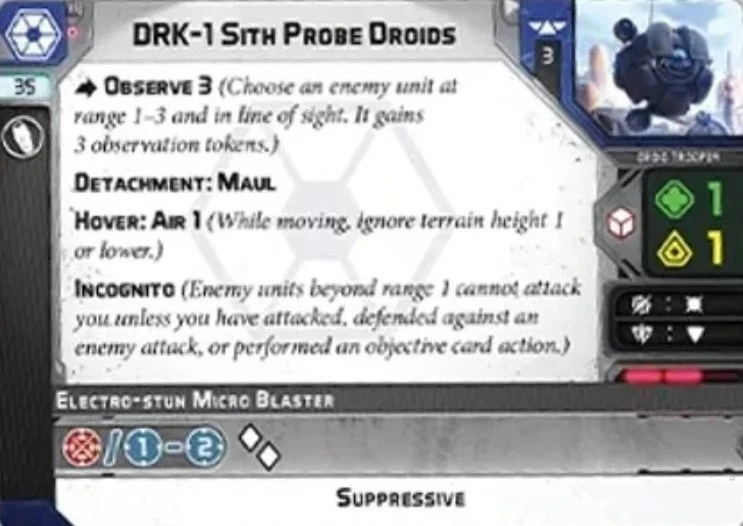 DRK-1 SITH PROBE DROIDS
3
35
OBSERVE 3 (Choose an enemy unit at
range 1–3 and in line of sight. It gains
3 observation tokens.)
DETACHMENT: MAUL
HOVER: AIR 1 (While moving, ignore terrain height 1
or lower.)
INCOGNITO (Enemy units beyond range 1 cannot attack
you unless you have attacked, defended against an
enemy attack, or performed an objective card action.)
DROID TROOPER
1
1
:
:
ELECTRO-STUN MICRO BLASTER
/ 1 - 2
SUPPRESSIVE